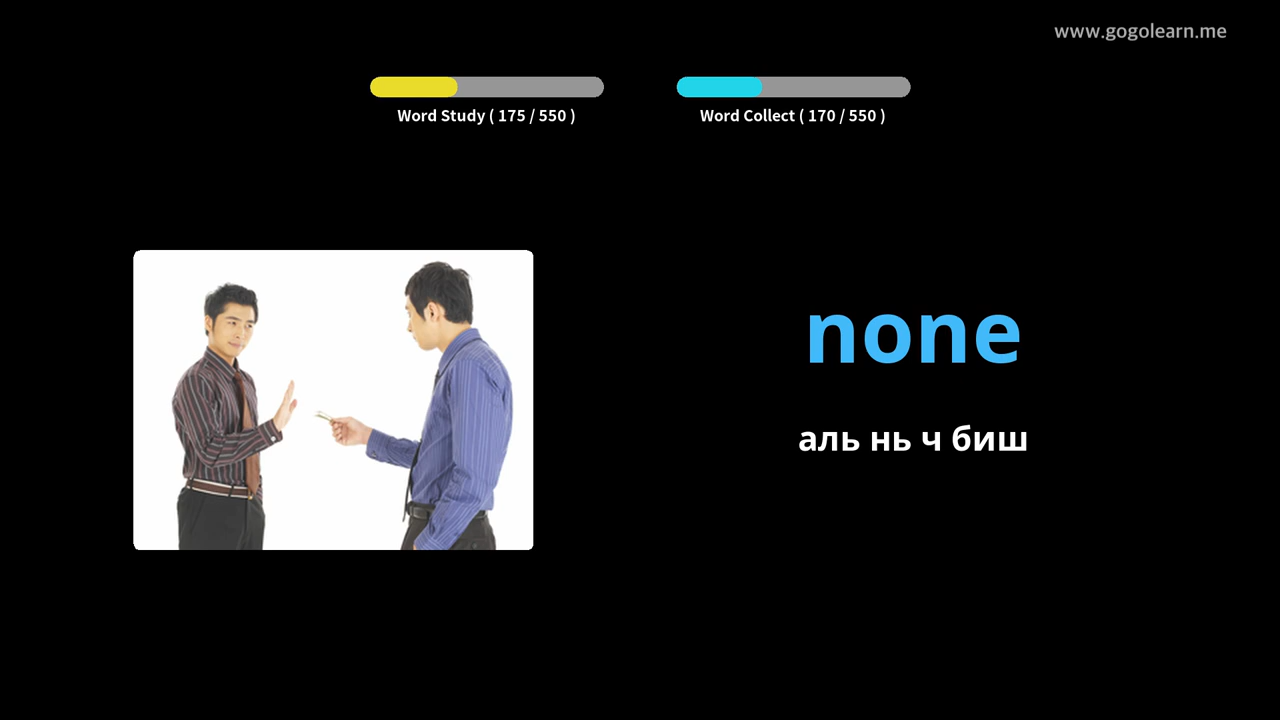 www.gogolearn.me
Word Study ( 175 / 550 )
Word Collect ( 170 / 550 )
none
аль нь ч биш